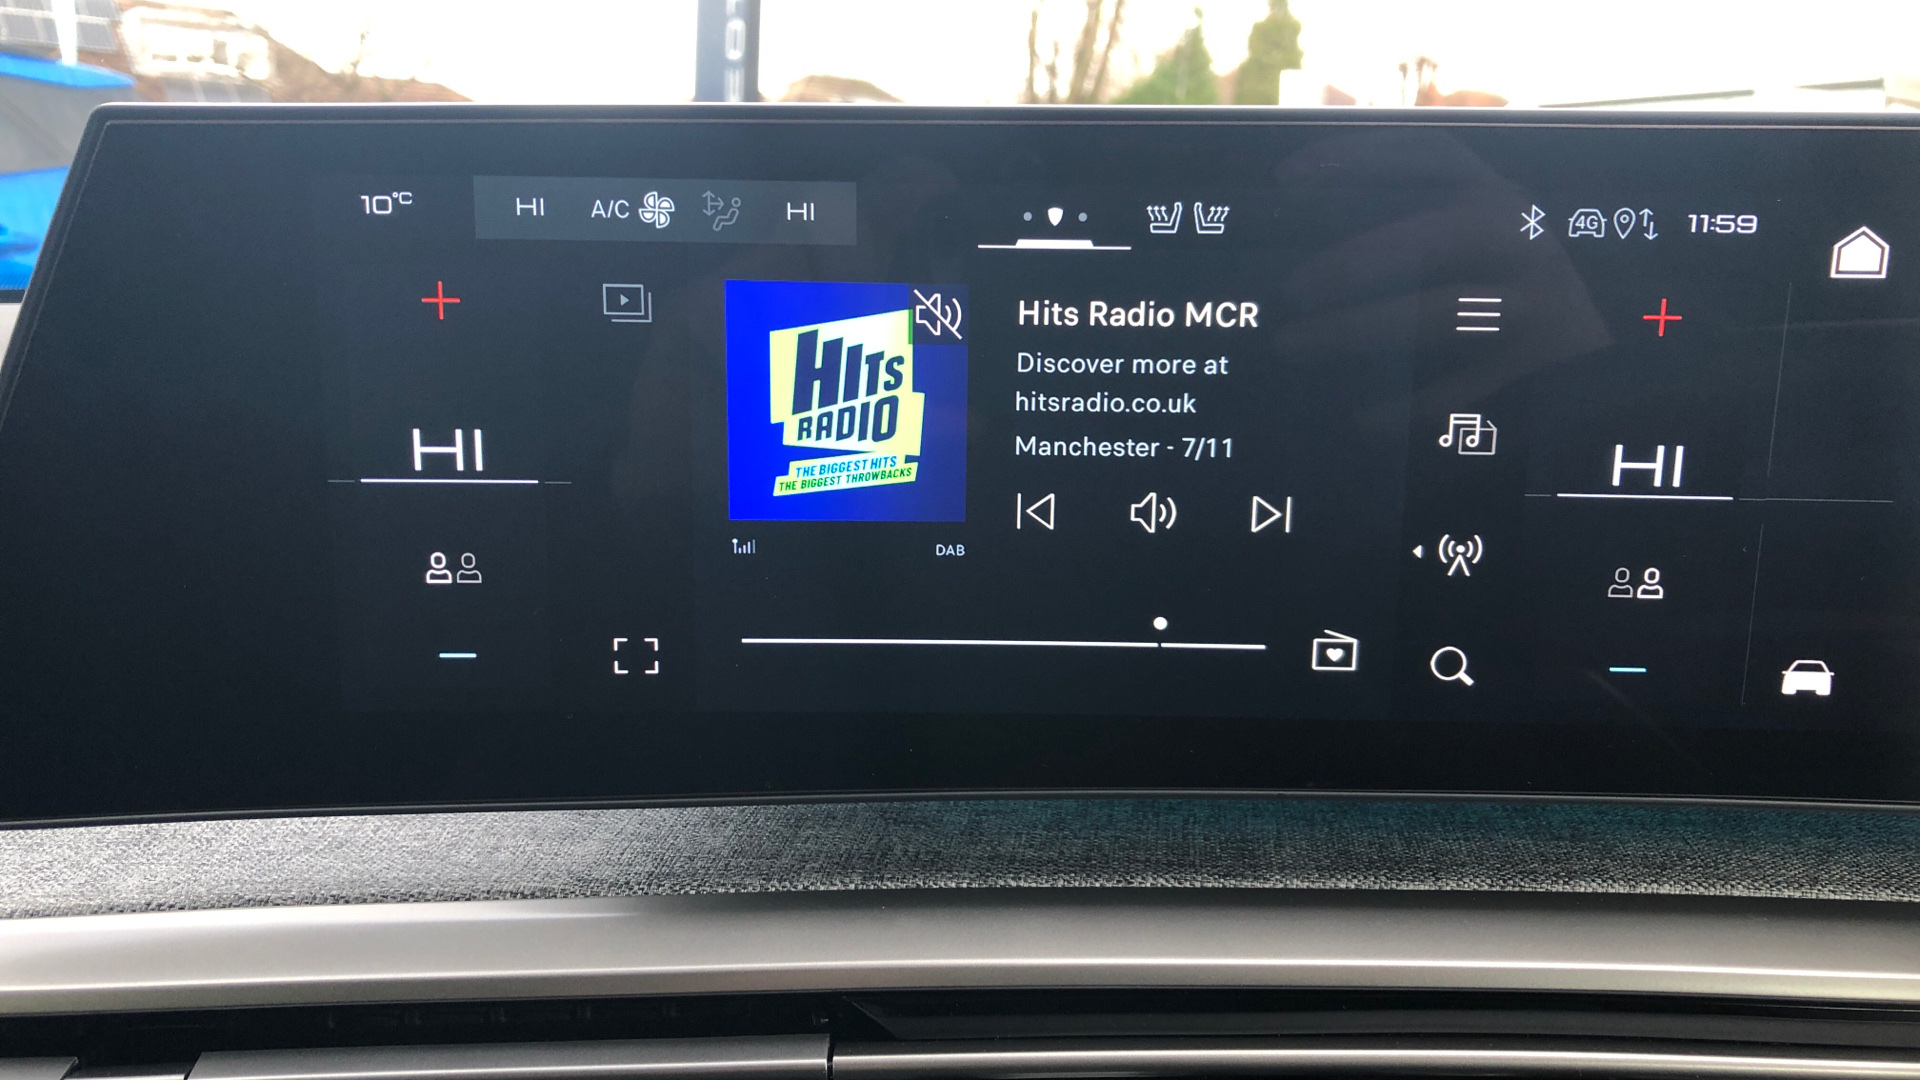 10°C
HI A/C HI
4G 11:59
HITS
RADIO
THE BIGGEST HITS
THE BIGGEST THROWBACKS
DAB
Hits Radio MCR
Discover more at
hitsradio.co.uk
Manchester - 7/11
HI
HI